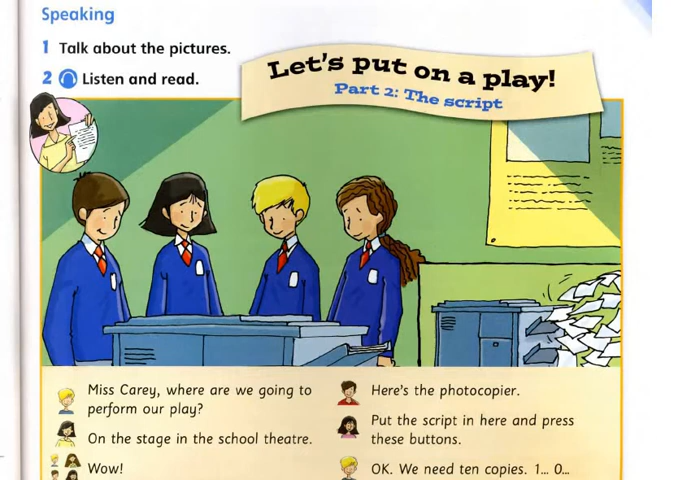 Speaking
1 Talk about the pictures.
2 Listen and read.
Let's put on a play!
Part 2: The script
Miss Carey, where are we going to
perform our play?
On the stage in the school theatre.
Wow!
Here's the photocopier.
Put the script in here and press
these buttons.
OK. We need ten copies. 1... 0...